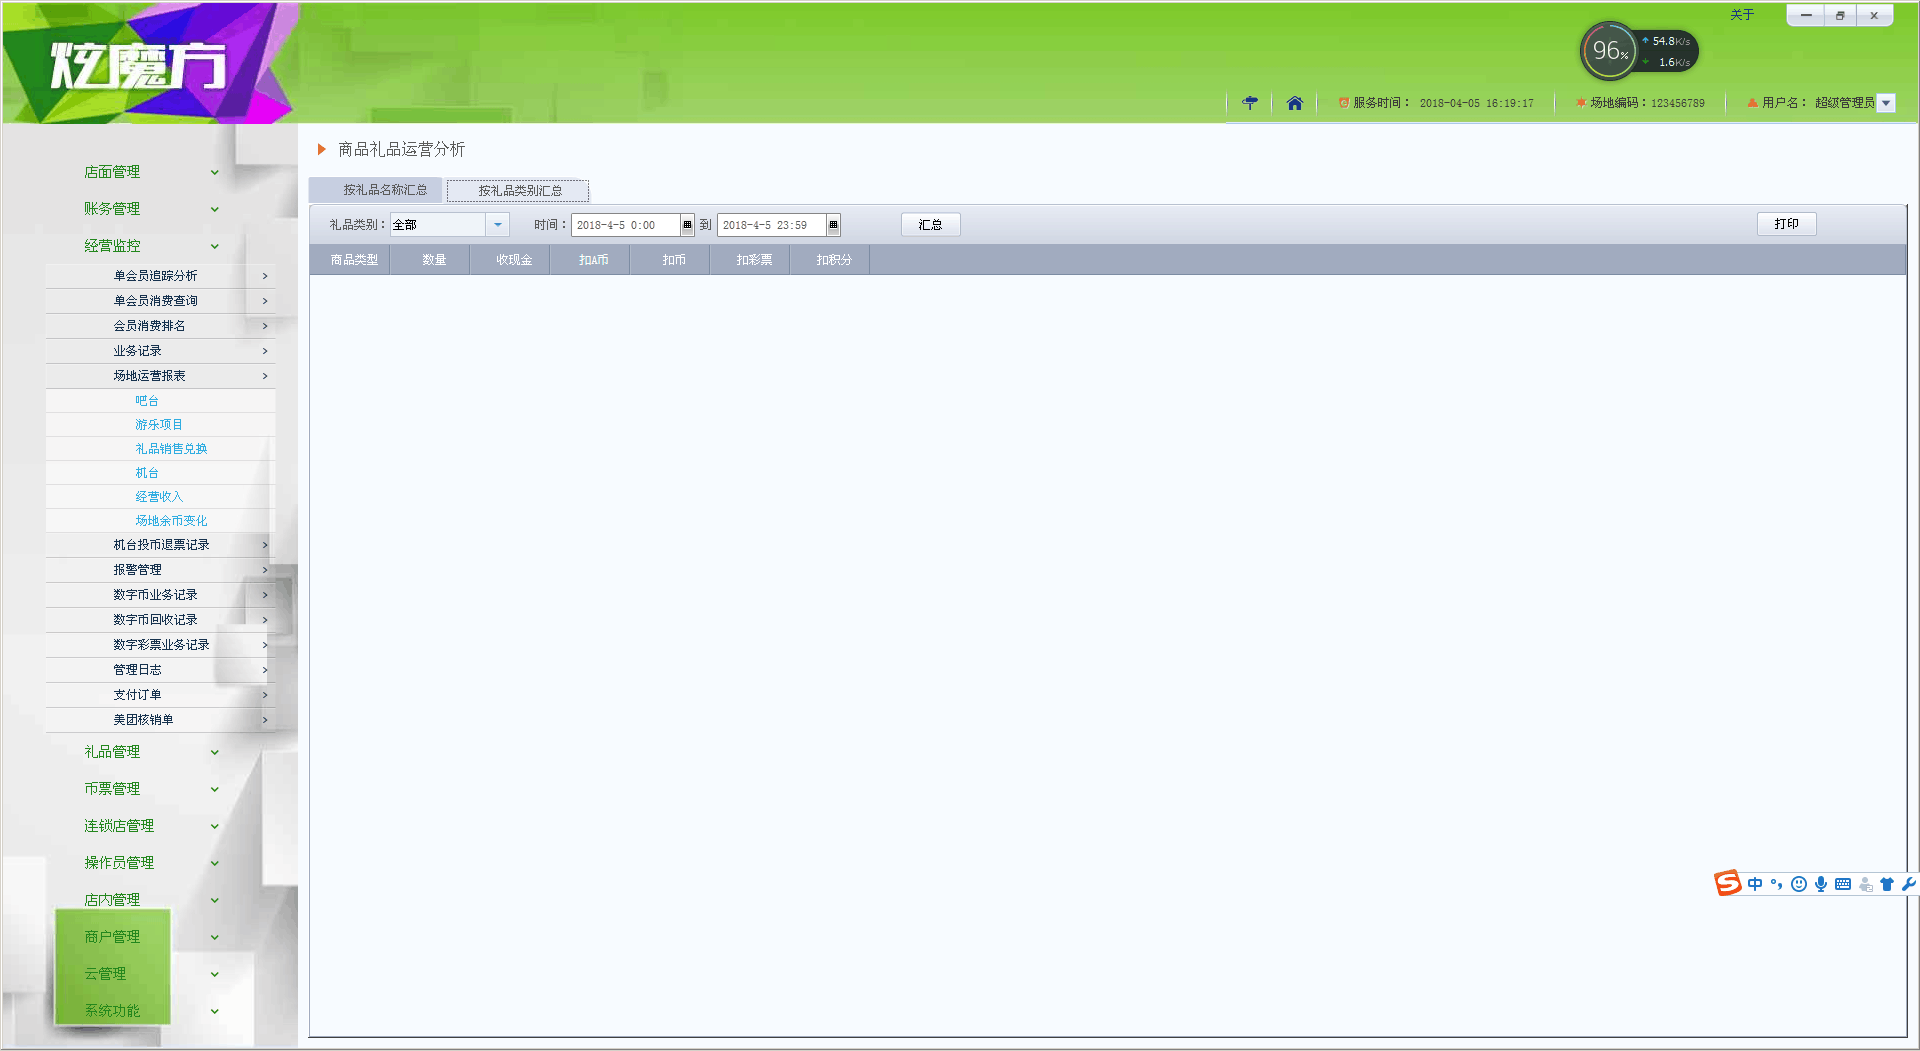 关于
炫魔方
96%
54.8K/s
1.6K/s
服务时间： 2018-04-05 16:19:17
场地编码：123456789
用户名： 超级管理员
店面管理
账务管理
经营监控
单会员追踪分析
单会员消费查询
会员消费排名
业务记录
场地运营报表
吧台
游乐项目
礼品销售兑换
机台
经营收入
场地余币变化
机台投币退票记录
报警管理
数字币业务记录
数字币回收记录
数字彩票业务记录
管理日志
支付订单
美团核销单
礼品管理
币票管理
连锁店管理
操作员管理
店内管理
商户管理
云管理
系统功能
商品礼品运营分析
按礼品名称汇总 按礼品类别汇总
礼品类别： 全部 时间： 2018-4-5 0:00 到 2018-4-5 23:59 汇总 打印
商品类型 数量 收现金 扣A币 扣币 扣彩票 扣积分
S 中